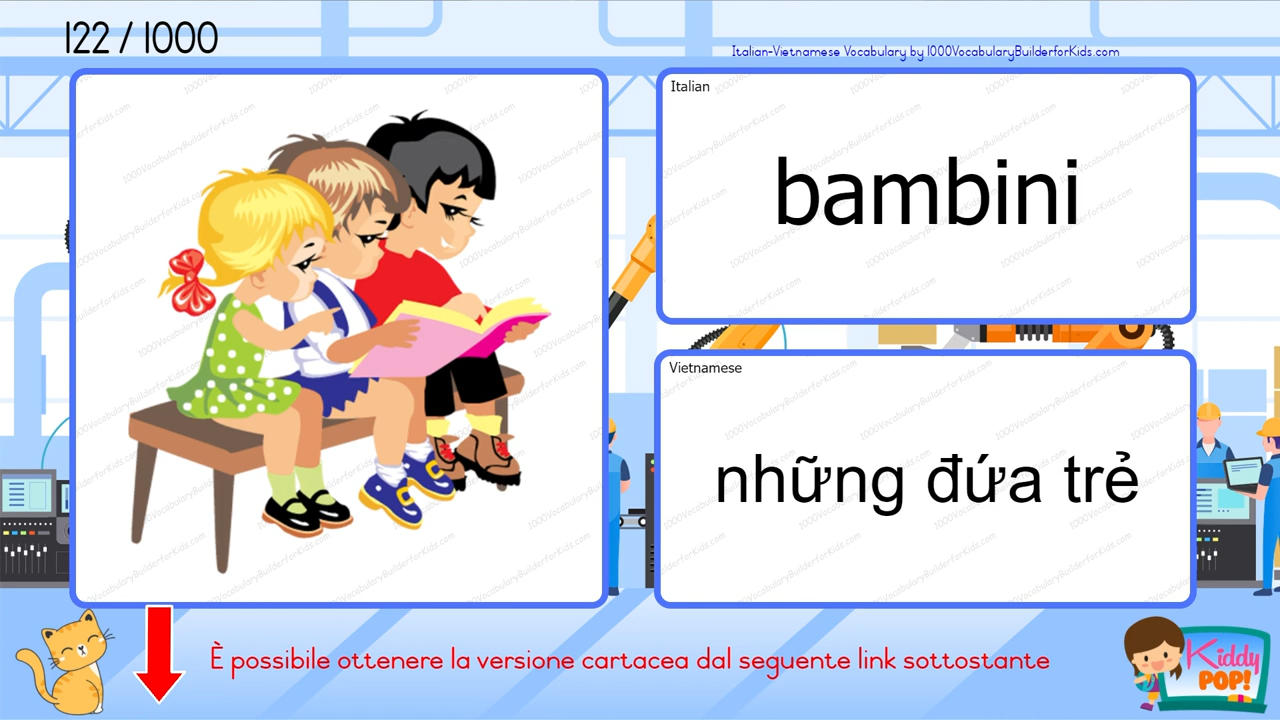 122 / 1000
Italian-Vietnamese Vocabulary by 1000VocabularyBuilderforKids.com
Italian
bambini
Vietnamese
những đứa trẻ
È possibile ottenere la versione cartacea dal seguente link sottostante
Kiddy
POP!